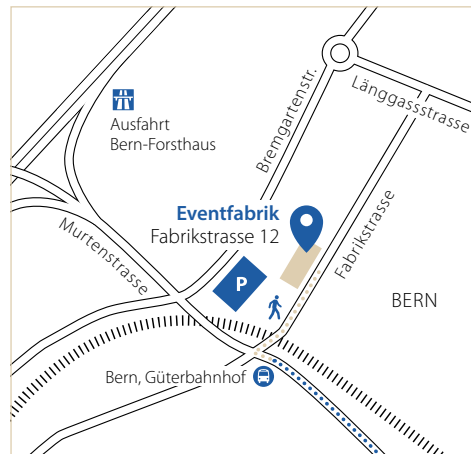 Bremgartenstr.
Länggassstrasse
Ausfahrt
Bern-Forsthaus
Murtenstrasse
Eventfabrik
Fabrikstrasse 12
Fabrikstrasse
P
BERN
Bern, Güterbahnhof